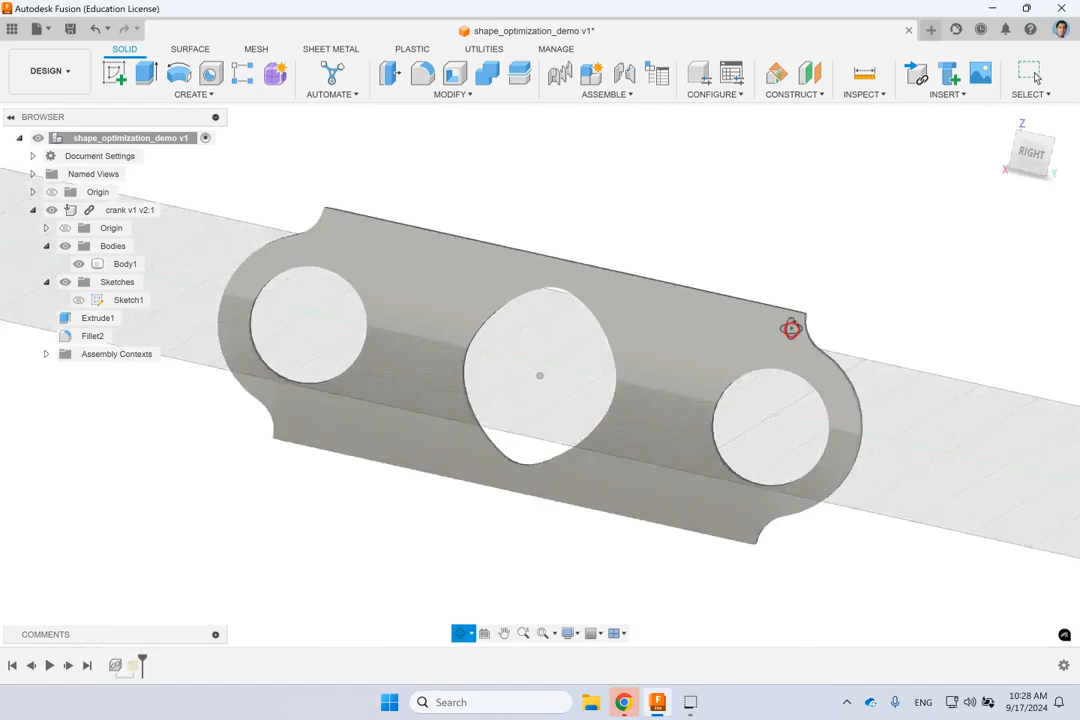 Autodesk Fusion (Education License)
shape_optimization_demo v1*
SOLID SURFACE MESH SHEET METAL PLASTIC UTILITIES MANAGE
DESIGN
CREATE AUTOMATE MODIFY ASSEMBLE CONFIGURE CONSTRUCT INSPECT INSERT SELECT
BROWSER
shape_optimization_demo v1
Document Settings
Named Views
Origin
crank v1 v2:1
Origin
Bodies
Body1
Sketches
Sketch1
Extrude1
Fillet2
Assembly Contexts
Z
RIGHT
X
Y
COMMENTS
Search
ENG
10:28 AM
9/17/2024